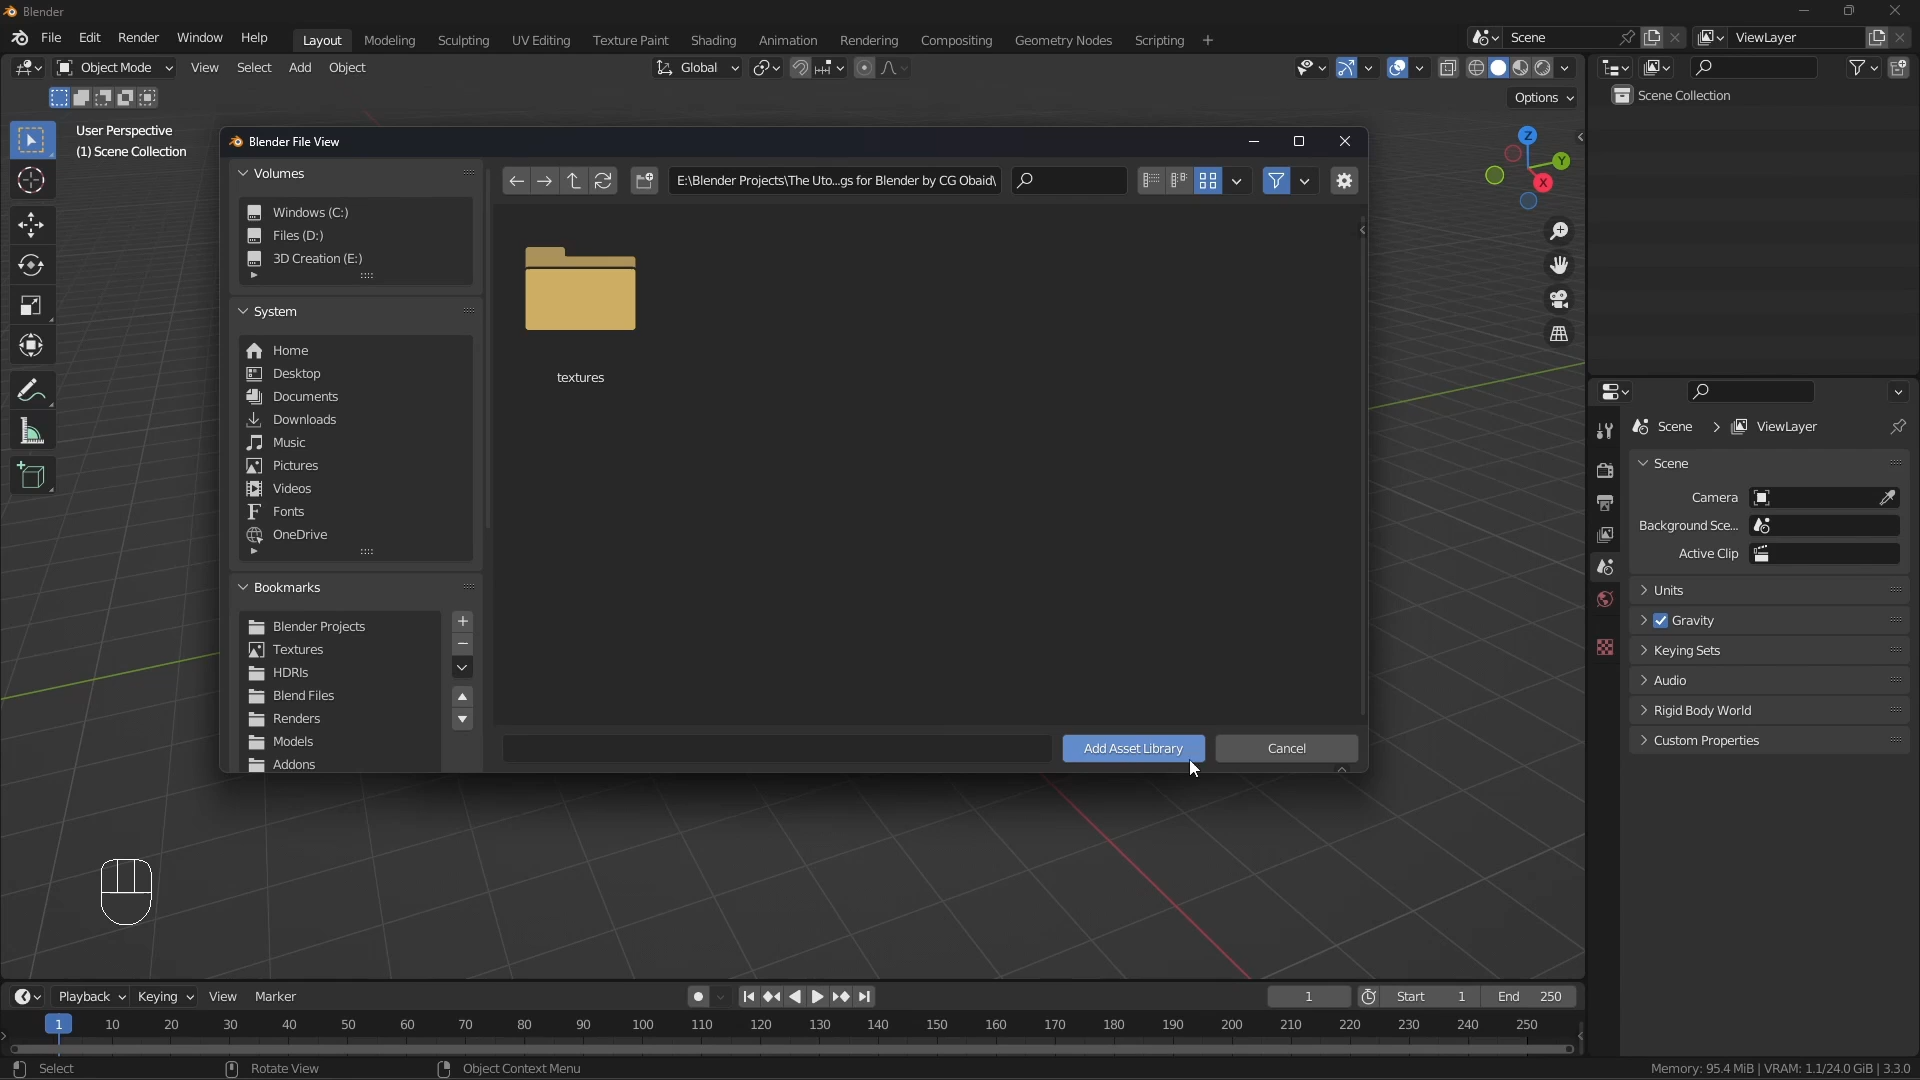 Blender
File Edit Render Window Help Layout Modeling Sculpting UV Editing Texture Paint Shading Animation Rendering Compositing Geometry Nodes Scripting + Scene ViewLayer
Object Mode View Select Add Object Global
Options
Scene Collection
User Perspective
(1) Scene Collection
Z
Y
X
Blender File View
Volumes
Windows (C:)
Files (D:)
3D Creation (E:)
System
Home
Desktop
Documents
Downloads
Music
Pictures
Videos
Fonts
OneDrive
Bookmarks
Blender Projects
Textures
HDRIs
Blend Files
Renders
Models
Addons
E:\Blender Projects\The Uto...gs for Blender by CG Obaid\
textures
Add Asset Library Cancel
Scene ViewLayer
Scene
Camera
Background Sce...
Active Clip
Units
Gravity
Keying Sets
Audio
Rigid Body World
Custom Properties
Playback Keying View Marker 1 Start 1 End 250
1 10 20 30 40 50 60 70 80 90 100 110 120 130 140 150 160 170 180 190 200 210 220 230 240 250
Select Rotate View Object Context Menu Memory: 95.4 MiB | VRAM: 1.1/24.0 GiB | 3.3.0